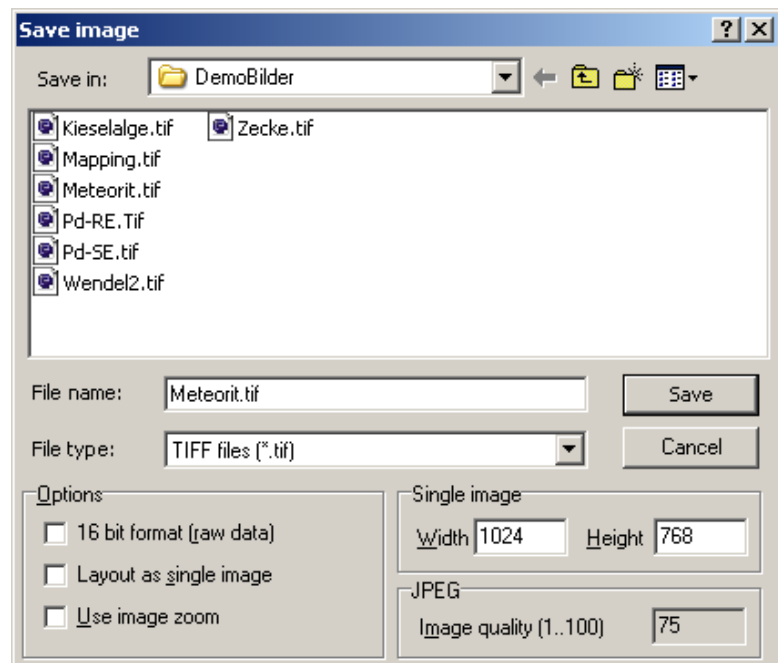 Save image
Save in: DemoBilder
Kieselalge.tif Zecke.tif
Mapping.tif
Meteorit.tif
Pd-RE.Tif
Pd-SE.tif
Wendel2.tif
File name: Meteorit.tif Save
File type: TIFF files (*.tif) Cancel
Options
16 bit format (raw data)
Layout as single image
Use image zoom
Single image
Width 1024 Height 768
JPEG
Image quality (1..100) 75